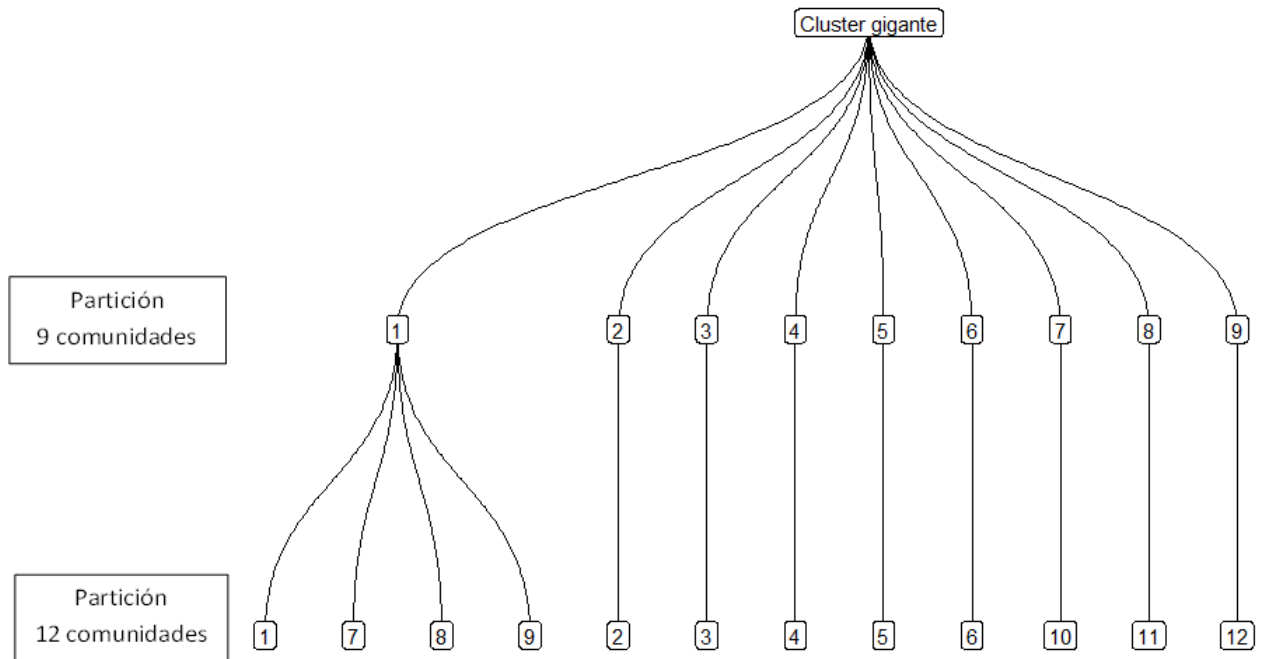 Cluster gigante
Partición
9 comunidades
1 2 3 4 5 6 7 8 9
Partición
12 comunidades
1 7 8 9 2 3 4 5 6 10 11 12